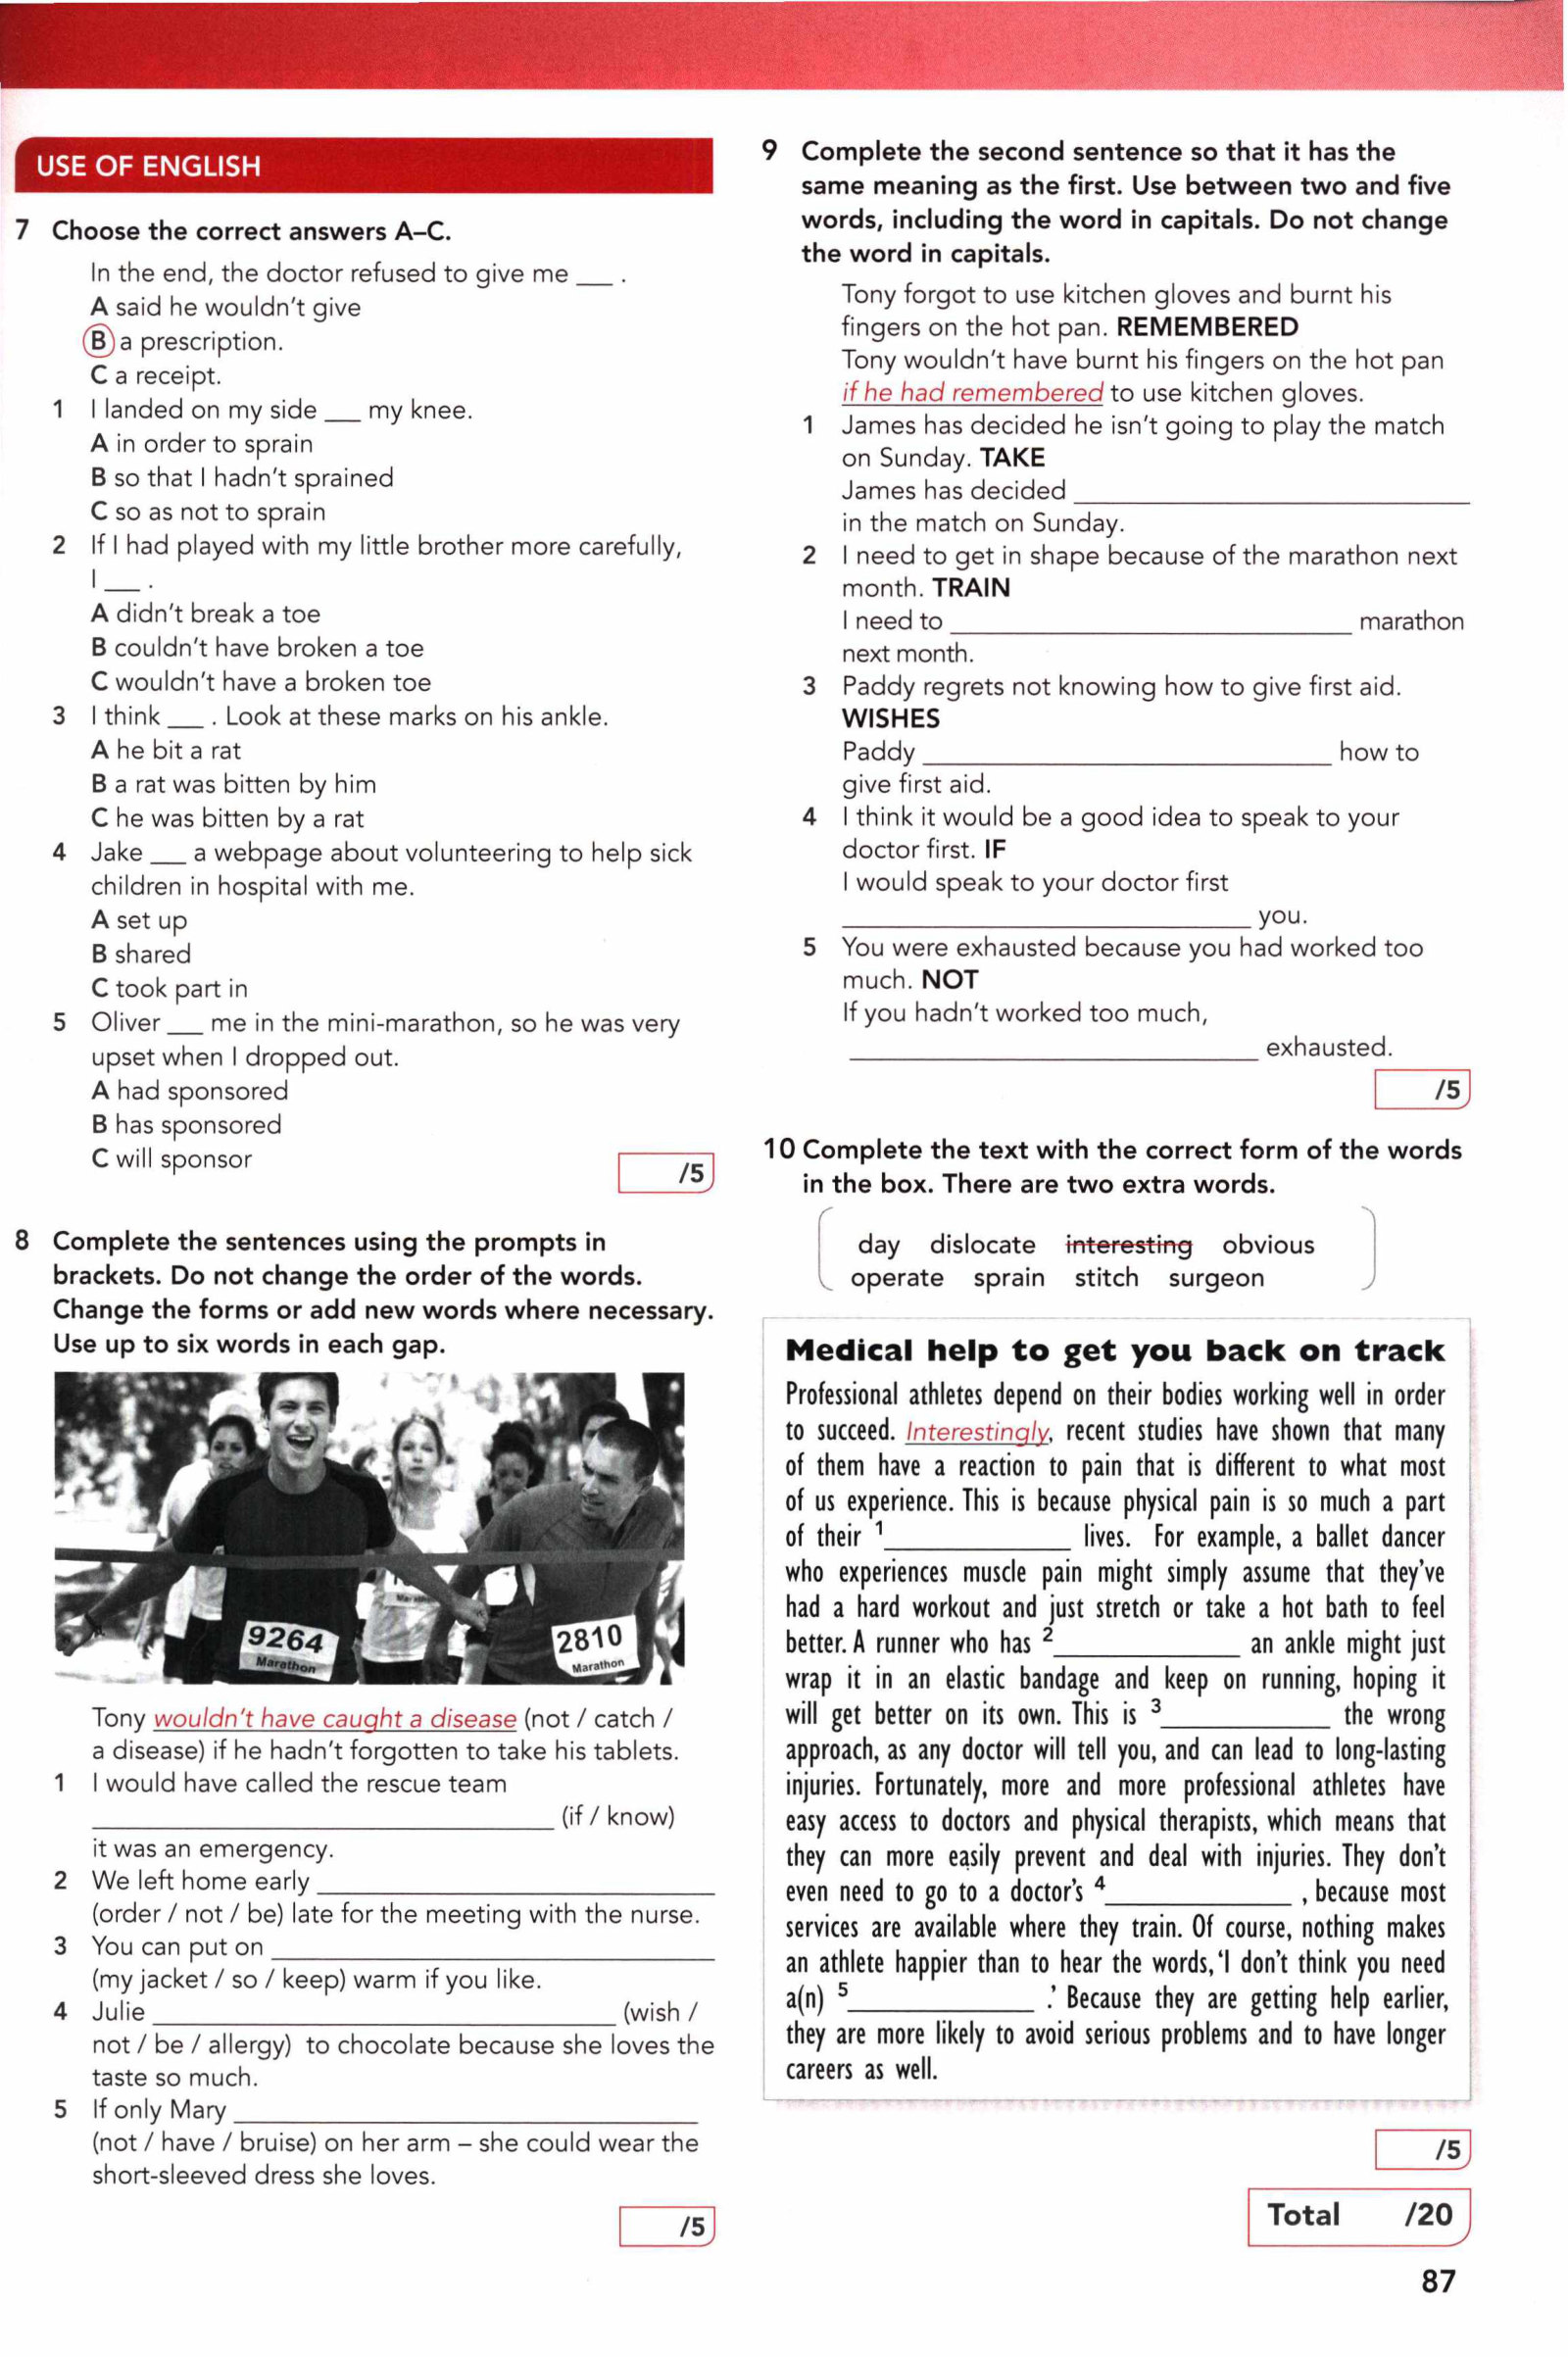 USE OF ENGLISH
7 Choose the correct answers A–C.
In the end, the doctor refused to give me ___ .
A said he wouldn't give
B a prescription.
C a receipt.
1 I landed on my side ___ my knee.
A in order to sprain
B so that I hadn't sprained
C so as not to sprain
2 If I had played with my little brother more carefully,
I ___ .
A didn't break a toe
B couldn't have broken a toe
C wouldn't have a broken toe
3 I think ___ . Look at these marks on his ankle.
A he bit a rat
B a rat was bitten by him
C he was bitten by a rat
4 Jake ___ a webpage about volunteering to help sick
children in hospital with me.
A set up
B shared
C took part in
5 Oliver ___ me in the mini-marathon, so he was very
upset when I dropped out.
A had sponsored
B has sponsored
C will sponsor
/5
8 Complete the sentences using the prompts in
brackets. Do not change the order of the words.
Change the forms or add new words where necessary.
Use up to six words in each gap.
9264
Marathon
2810
Marathon
Tony wouldn't have caught a disease (not / catch /
a disease) if he hadn't forgotten to take his tablets.
1 I would have called the rescue team
___ (if / know)
it was an emergency.
2 We left home early ___
(order / not / be) late for the meeting with the nurse.
3 You can put on ___
(my jacket / so / keep) warm if you like.
4 Julie ___ (wish /
not / be / allergy) to chocolate because she loves the
taste so much.
5 If only Mary ___
(not / have / bruise) on her arm – she could wear the
short-sleeved dress she loves.
/5
9 Complete the second sentence so that it has the
same meaning as the first. Use between two and five
words, including the word in capitals. Do not change
the word in capitals.
Tony forgot to use kitchen gloves and burnt his
fingers on the hot pan. REMEMBERED
Tony wouldn't have burnt his fingers on the hot pan
if he had remembered to use kitchen gloves.
1 James has decided he isn't going to play the match
on Sunday. TAKE
James has decided ___
in the match on Sunday.
2 I need to get in shape because of the marathon next
month. TRAIN
I need to ___ marathon
next month.
3 Paddy regrets not knowing how to give first aid.
WISHES
Paddy ___ how to
give first aid.
4 I think it would be a good idea to speak to your
doctor first. IF
I would speak to your doctor first
___ you.
5 You were exhausted because you had worked too
much. NOT
If you hadn't worked too much,
___ exhausted.
/5
10 Complete the text with the correct form of the words
in the box. There are two extra words.
day dislocate interesting obvious
operate sprain stitch surgeon
Medical help to get you back on track
Professional athletes depend on their bodies working well in order
to succeed. Interestingly, recent studies have shown that many
of them have a reaction to pain that is different to what most
of us experience. This is because physical pain is so much a part
of their 1___ lives. For example, a ballet dancer
who experiences muscle pain might simply assume that they've
had a hard workout and just stretch or take a hot bath to feel
better. A runner who has 2___ an ankle might just
wrap it in an elastic bandage and keep on running, hoping it
will get better on its own. This is 3___ the wrong
approach, as any doctor will tell you, and can lead to long-lasting
injuries. Fortunately, more and more professional athletes have
easy access to doctors and physical therapists, which means that
they can more easily prevent and deal with injuries. They don't
even need to go to a doctor's 4___ , because most
services are available where they train. Of course, nothing makes
an athlete happier than to hear the words, 'I don't think you need
a(n) 5___ .' Because they are getting help earlier,
they are more likely to avoid serious problems and to have longer
careers as well.
/5
Total /20
87